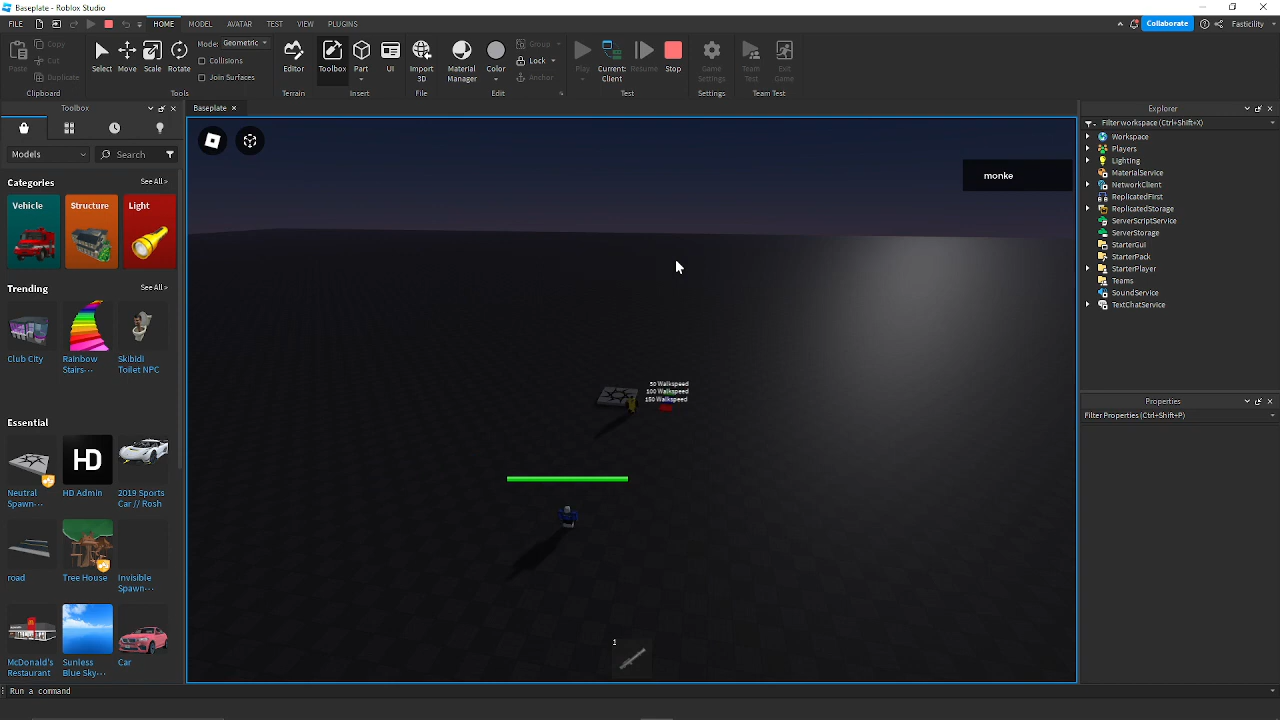 Baseplate - Roblox Studio
FILE HOME MODEL AVATAR TEST VIEW PLUGINS Collaborate Fasticility
Paste Copy Cut Duplicate Select Move Scale Rotate Mode: Geometric Collisions Join Surfaces Editor Toolbox Part UI Import 3D Material Manager Color Group Lock Anchor Play Current: Client Resume Stop Game Settings Team Test Exit Game
Clipboard Tools Terrain Insert File Edit Test Settings Team Test
Toolbox
Models Search
Categories See All >
Vehicle Structure Light
Trending See All >
Club City Rainbow Stairs... Skibidi Toilet NPC
Essential
HD
Neutral Spawn... HD Admin 2019 Sports Car // Rosh
road Tree House Invisible Spawn...
McDonald's Restaurant Sunless Blue Sky... Car
Baseplate
monke
50 Walkspeed
100 Walkspeed
150 Walkspeed
1
Explorer
Filter workspace (Ctrl+Shift+X)
Workspace
Players
Lighting
MaterialService
NetworkClient
ReplicatedFirst
ReplicatedStorage
ServerScriptService
ServerStorage
StarterGui
StarterPack
StarterPlayer
Teams
SoundService
TextChatService
Properties
Filter Properties (Ctrl+Shift+P)
Run a command